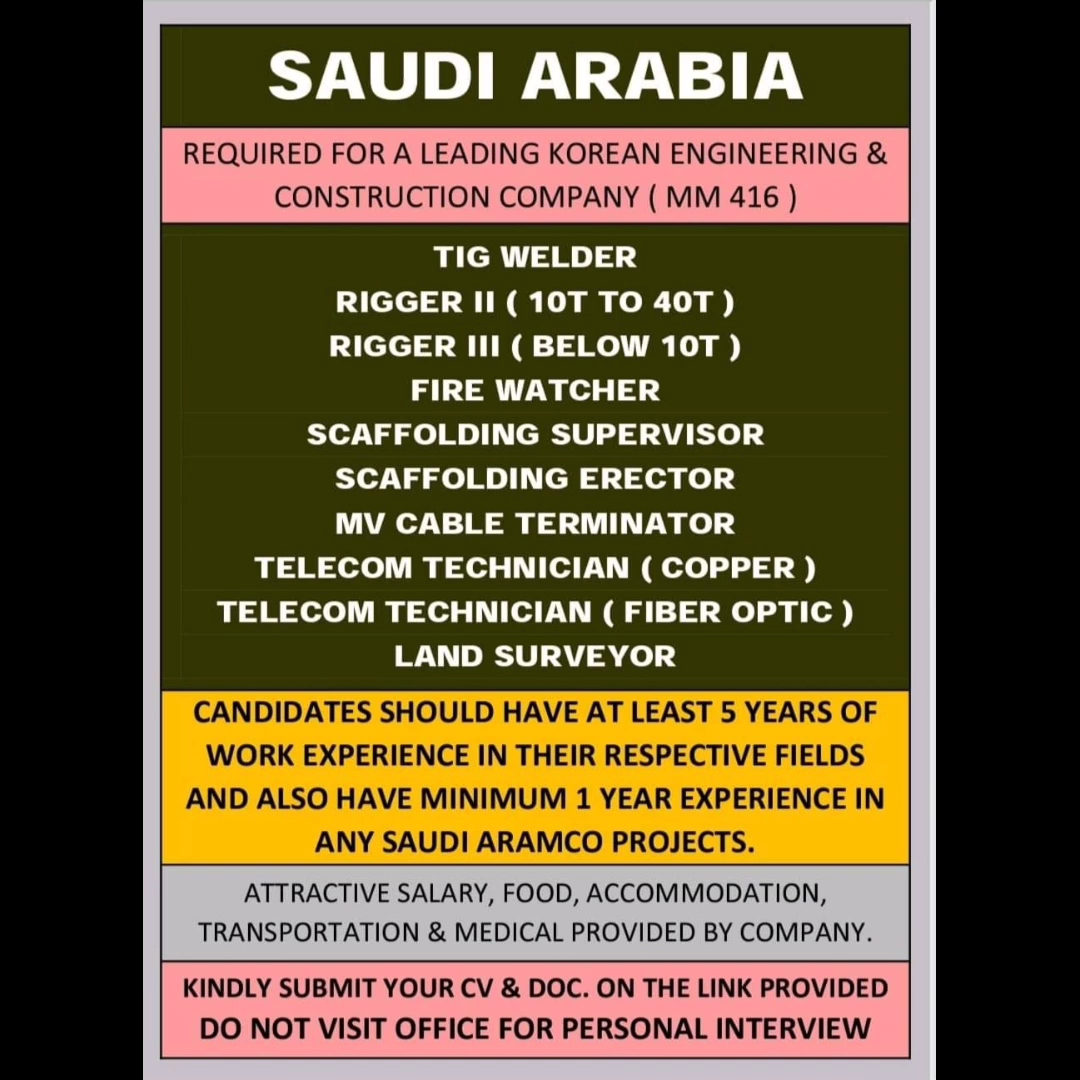 SAUDI ARABIA
REQUIRED FOR A LEADING KOREAN ENGINEERING &
CONSTRUCTION COMPANY ( MM 416 )
TIG WELDER
RIGGER II ( 10T TO 40T )
RIGGER III ( BELOW 10T )
FIRE WATCHER
SCAFFOLDING SUPERVISOR
SCAFFOLDING ERECTOR
MV CABLE TERMINATOR
TELECOM TECHNICIAN ( COPPER )
TELECOM TECHNICIAN ( FIBER OPTIC )
LAND SURVEYOR
CANDIDATES SHOULD HAVE AT LEAST 5 YEARS OF
WORK EXPERIENCE IN THEIR RESPECTIVE FIELDS
AND ALSO HAVE MINIMUM 1 YEAR EXPERIENCE IN
ANY SAUDI ARAMCO PROJECTS.
ATTRACTIVE SALARY, FOOD, ACCOMMODATION,
TRANSPORTATION & MEDICAL PROVIDED BY COMPANY.
KINDLY SUBMIT YOUR CV & DOC. ON THE LINK PROVIDED
DO NOT VISIT OFFICE FOR PERSONAL INTERVIEW